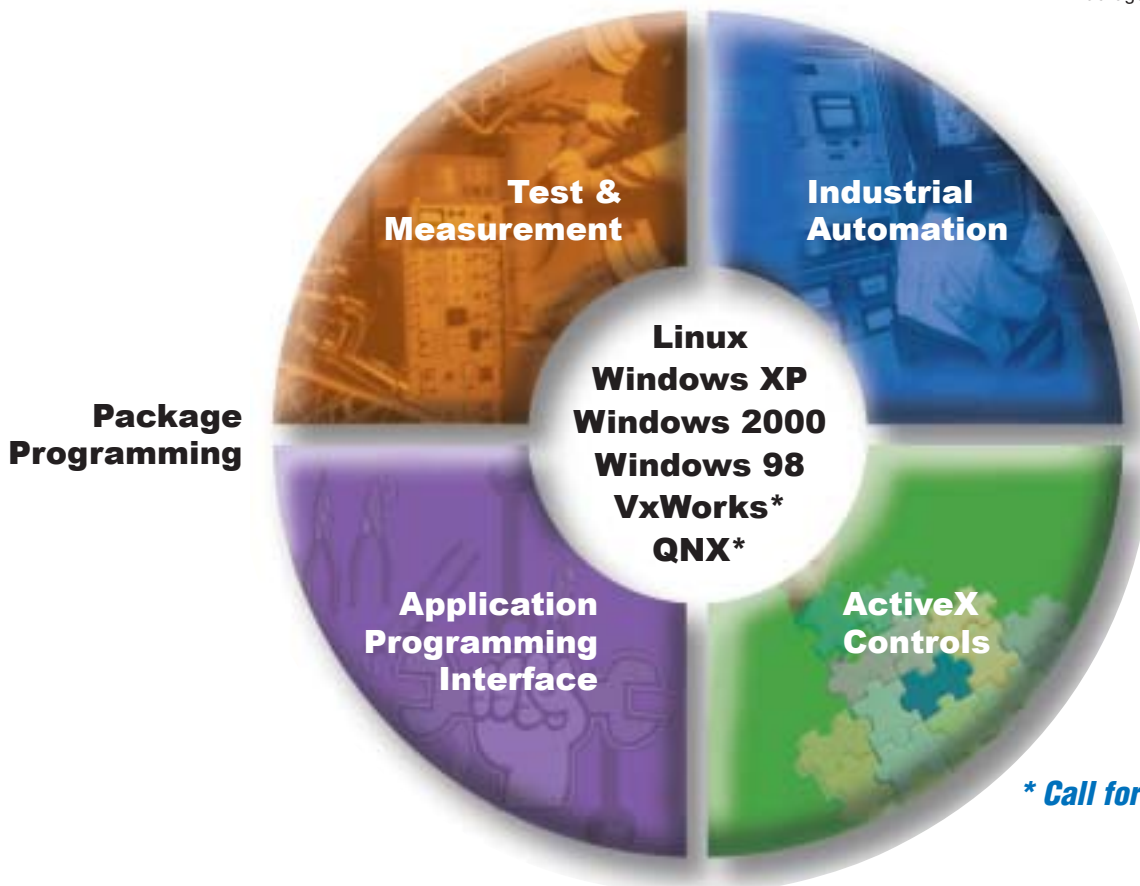 Test &
Measurement
Industrial
Automation
Linux
Windows XP
Windows 2000
Windows 98
VxWorks*
QNX*
Package
Programming
Application
Programming
Interface
ActiveX
Controls
* Call for